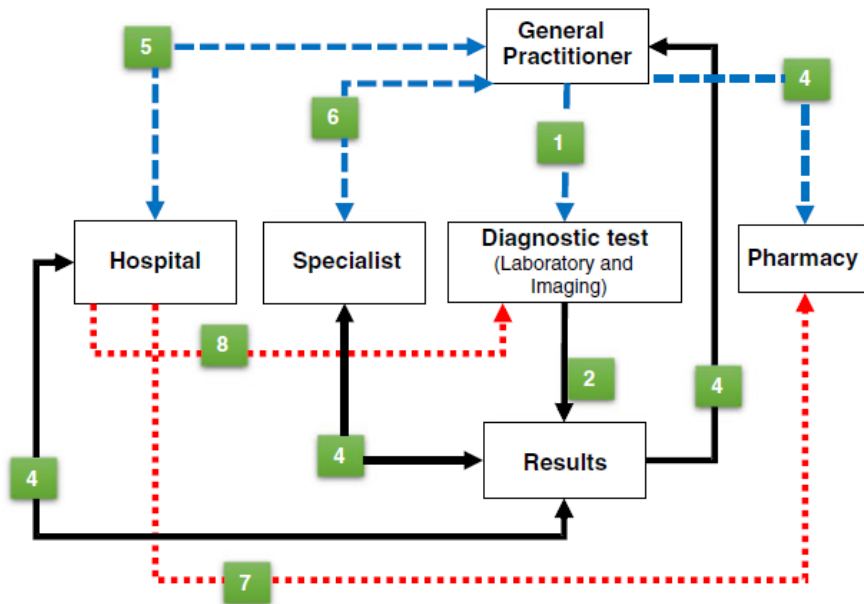 General
Practitioner
5
4
6
1
Hospital
Specialist
Diagnostic test
(Laboratory and
Imaging)
Pharmacy
8
2
4
4
Results
4
7